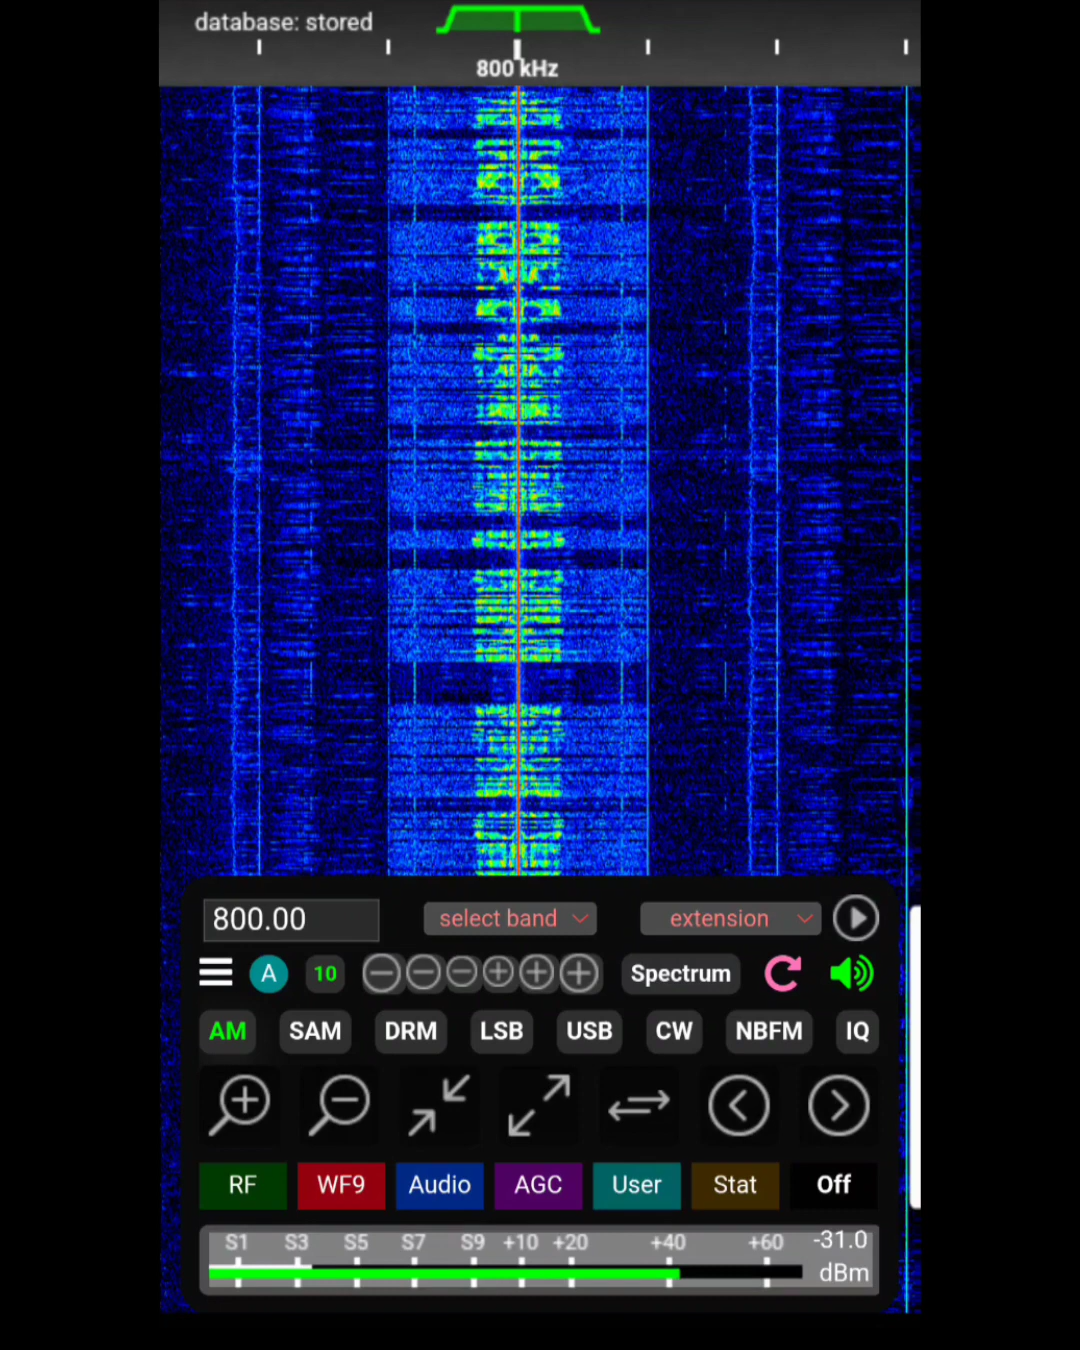 database: stored
800 kHz
800.00 select band extension
A 10 Spectrum
AM SAM DRM LSB USB CW NBFM IQ
RF WF9 Audio AGC User Stat Off
S1 S3 S5 S7 S9 +10 +20 +40 +60 -31.0
dBm